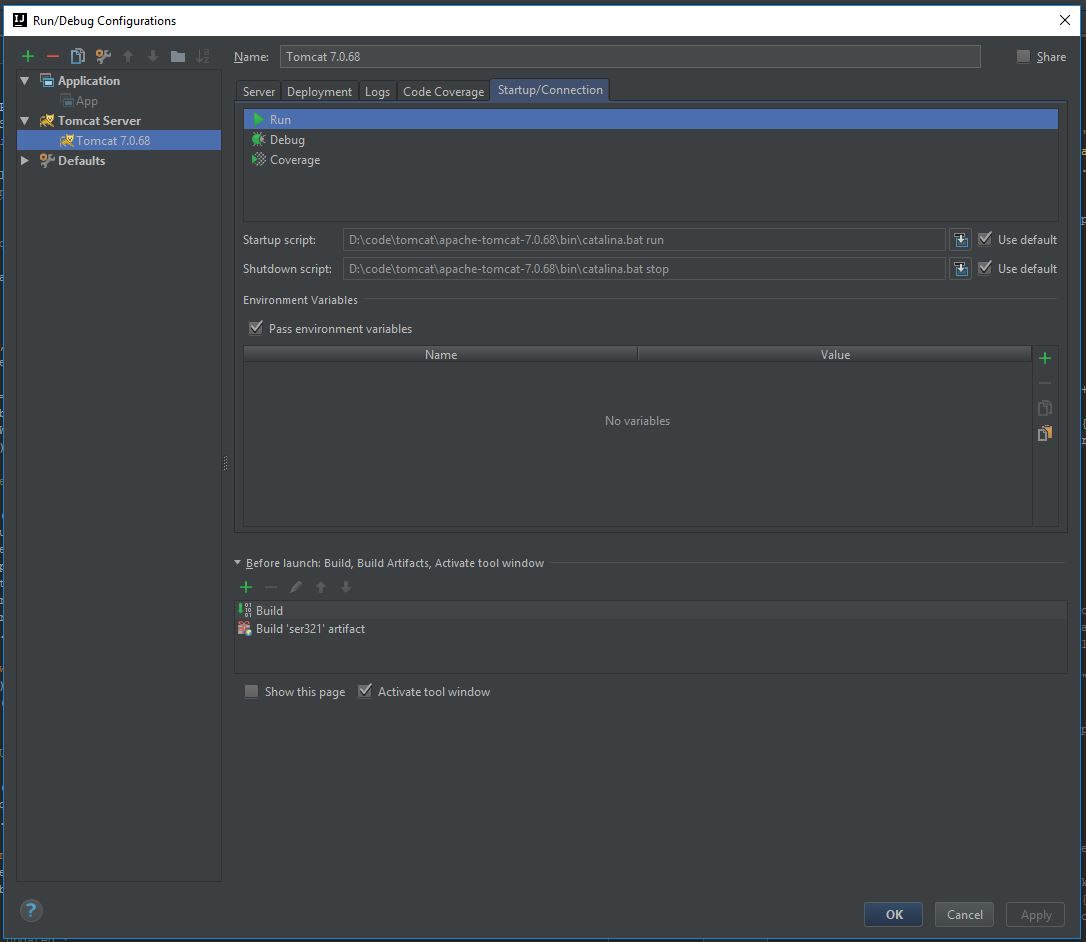 Run/Debug Configurations
Name: Tomcat 7.0.68 Share
Application
App
Tomcat Server
Tomcat 7.0.68
Defaults
Server Deployment Logs Code Coverage Startup/Connection
Run
Debug
Coverage
Startup script: D:\code\tomcat\apache-tomcat-7.0.68\bin\catalina.bat run Use default
Shutdown script: D:\code\tomcat\apache-tomcat-7.0.68\bin\catalina.bat stop Use default
Environment Variables
Pass environment variables
Name Value
No variables
Before launch: Build, Build Artifacts, Activate tool window
Build
Build 'ser321' artifact
Show this page Activate tool window
? OK Cancel Apply